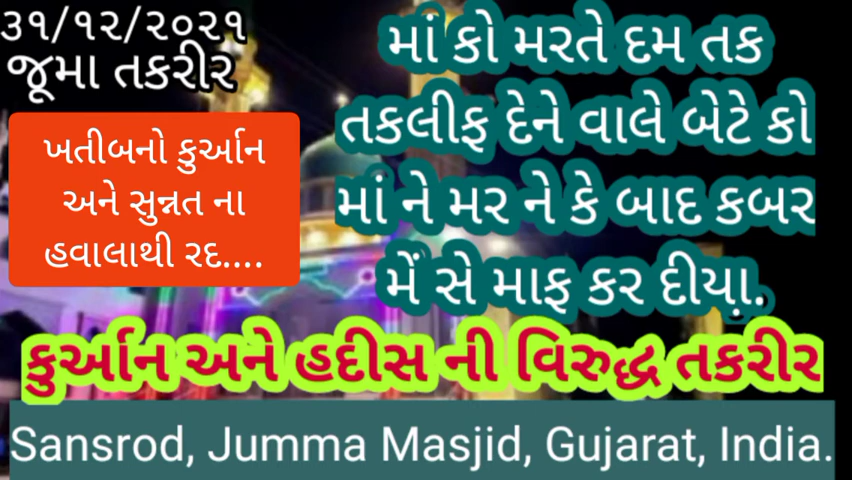 ૩૧/૧૨/૨૦૨૧
જૂમા તકરીર
ખતીબનો કુર્આન
અને સુન્નત ના
હવાલાથી રદ....
માં કો મરતે દમ તક
તકલીફ દેને વાલે બેટે કો
માં ને મર ને કે બાદ કબર
મેં સે માફ કર દીયા઼.
કુર્આન અને હદીસ ની વિરુદ્ધ તકરીર
Sansrod, Jumma Masjid, Gujarat, India.